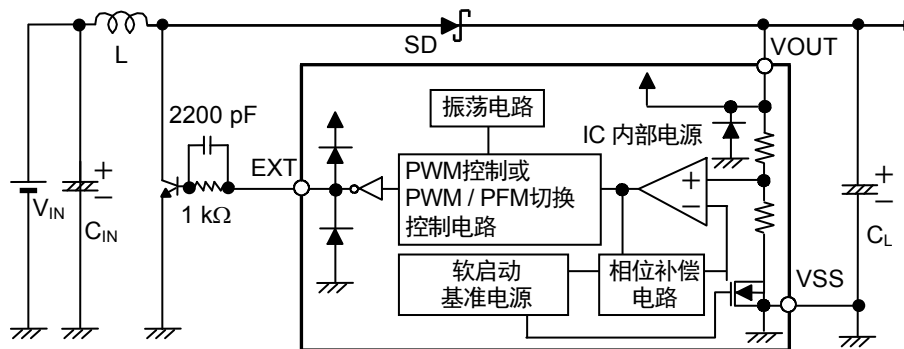 L
SD
VOUT
2200 pF
振荡电路
IC 内部电源
EXT
PWM控制或
PWM / PFM切换
控制电路
+
−
1 kΩ
+
−
VIN
CIN
+
−
CL
软启动
基准电源
相位补偿
电路
VSS